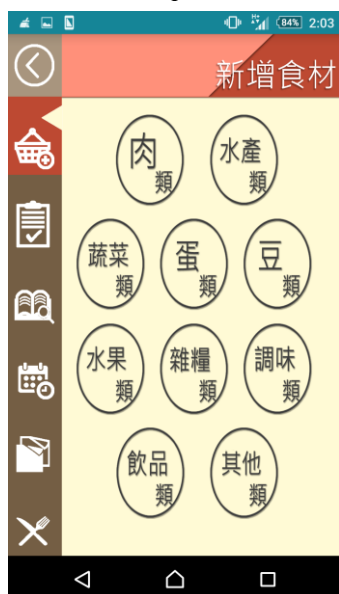 84% 2:03
新增食材
肉類
水產類
蔬菜類
蛋類
豆類
水果類
雜糧類
調味類
飲品類
其他類